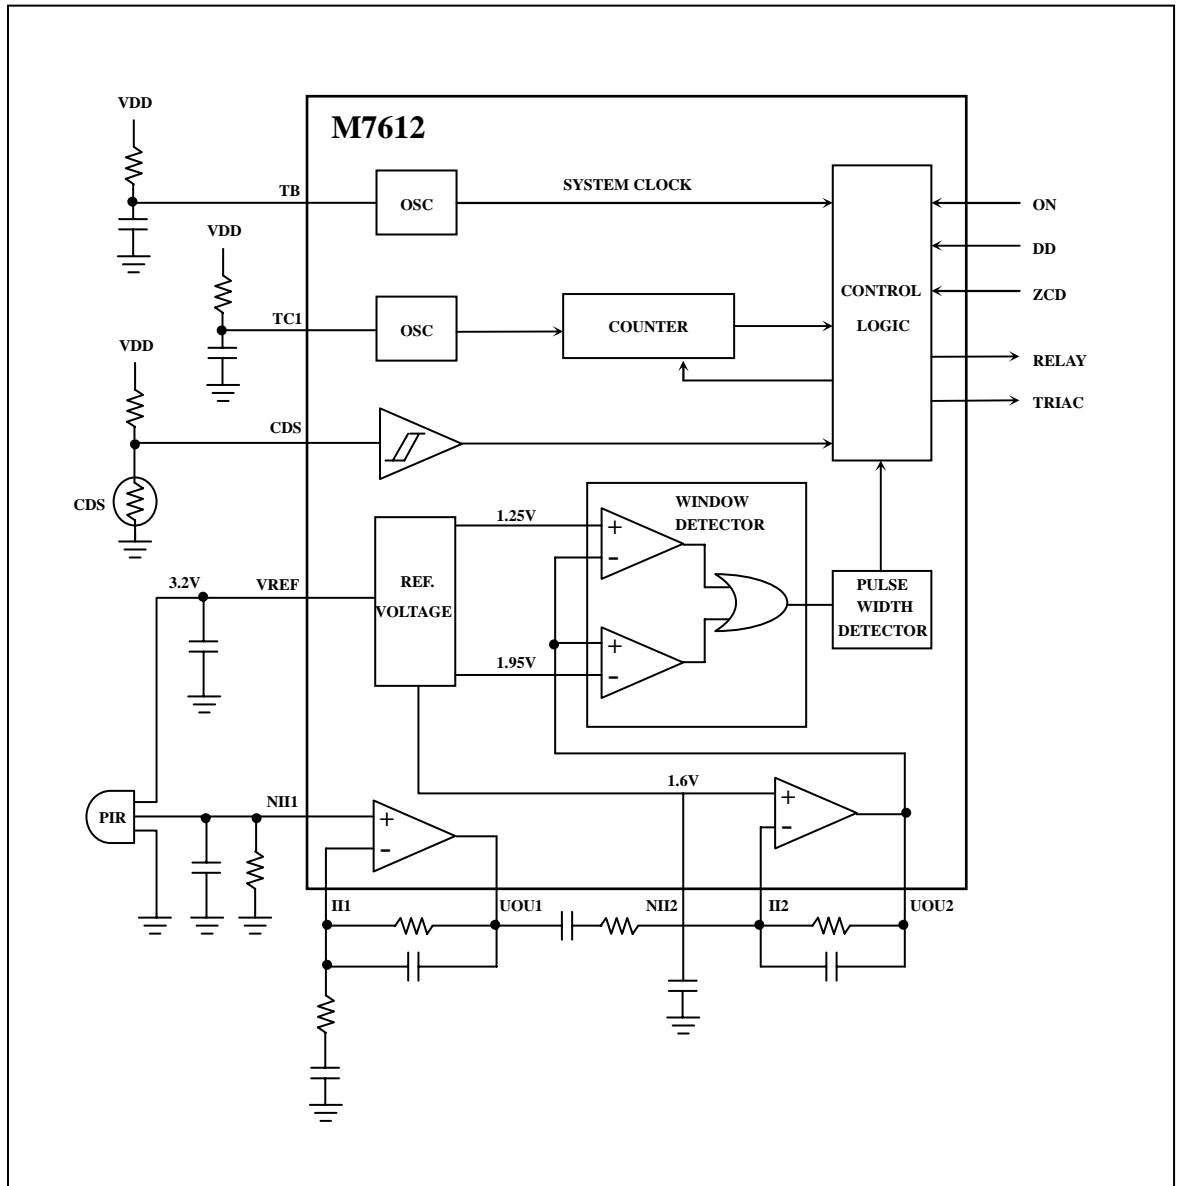 VDD
M7612
TB
OSC
SYSTEM CLOCK
ON
VDD
DD
CONTROL
LOGIC
ZCD
TC1
OSC
COUNTER
VDD
RELAY
TRIAC
CDS
CDS
WINDOW
DETECTOR
1.25V
+
-
REF.
VOLTAGE
3.2V
VREF
PULSE
WIDTH
DETECTOR
+
-
1.95V
1.6V
PIR
NII1
+
-
+
-
II1
UOU1
NII2
II2
UOU2